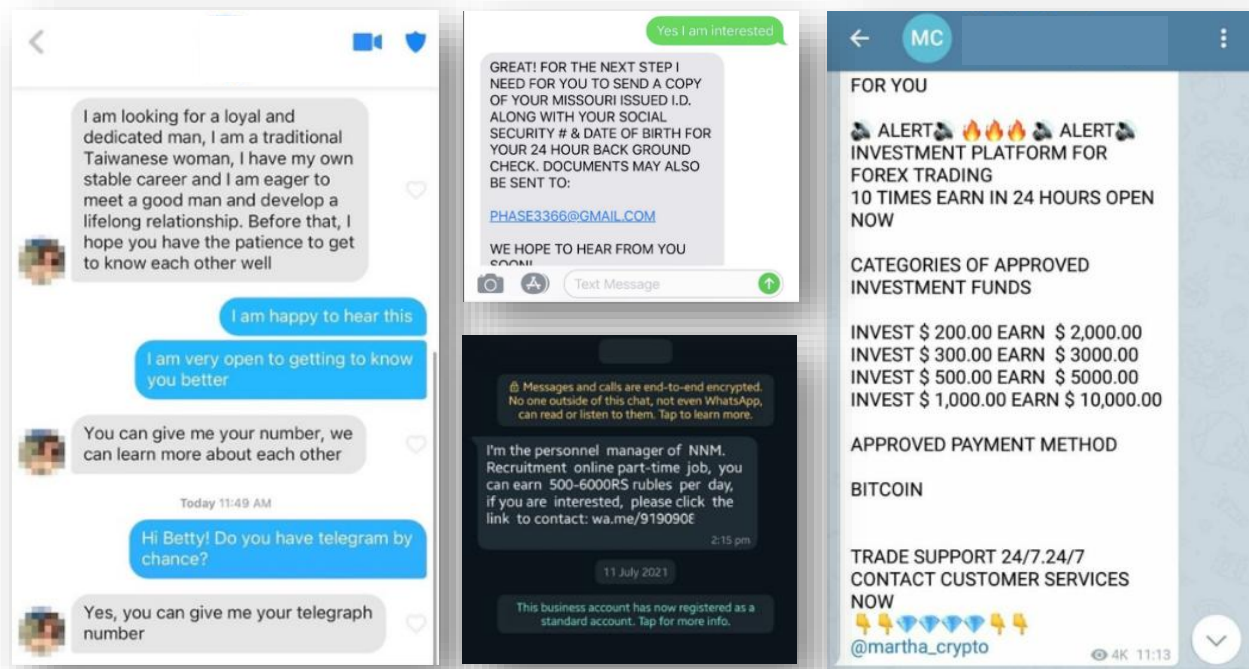 I am looking for a loyal and
dedicated man, I am a traditional
Taiwanese woman, I have my own
stable career and I am eager to
meet a good man and develop a
lifelong relationship. Before that, I
hope you have the patience to get
to know each other well
I am happy to hear this
I am very open to getting to know
you better
You can give me your number, we
can learn more about each other
Today 11:49 AM
Hi Betty! Do you have telegram by
chance?
Yes, you can give me your telegraph
number
Yes I am interested
GREAT! FOR THE NEXT STEP I
NEED FOR YOU TO SEND A COPY
OF YOUR MISSOURI ISSUED I.D.
ALONG WITH YOUR SOCIAL
SECURITY # & DATE OF BIRTH FOR
YOUR 24 HOUR BACK GROUND
CHECK. DOCUMENTS MAY ALSO
BE SENT TO:
PHASE3366@GMAIL.COM
WE HOPE TO HEAR FROM YOU
SOON!
Text Message
Messages and calls are end-to-end encrypted.
No one outside of this chat, not even WhatsApp,
can read or listen to them. Tap to learn more.
I'm the personnel manager of NNM.
Recruitment online part-time job, you
can earn 500-6000RS rubles per day,
if you are interested, please click the
link to contact: wa.me/9190908
2:15 pm
11 July 2021
This business account has now registered as a
standard account. Tap for more info.
MC
FOR YOU
🔊 ALERT🔊 🔥🔥🔥 🔊 ALERT🔊
INVESTMENT PLATFORM FOR
FOREX TRADING
10 TIMES EARN IN 24 HOURS OPEN
NOW
CATEGORIES OF APPROVED
INVESTMENT FUNDS
INVEST $ 200.00 EARN $ 2,000.00
INVEST $ 300.00 EARN $ 3000.00
INVEST $ 500.00 EARN $ 5000.00
INVEST $ 1,000.00 EARN $ 10,000.00
APPROVED PAYMENT METHOD
BITCOIN
TRADE SUPPORT 24/7.24/7
CONTACT CUSTOMER SERVICES
NOW
👇👇💎💎💎💎👇👇
@martha_crypto
4K 11:13